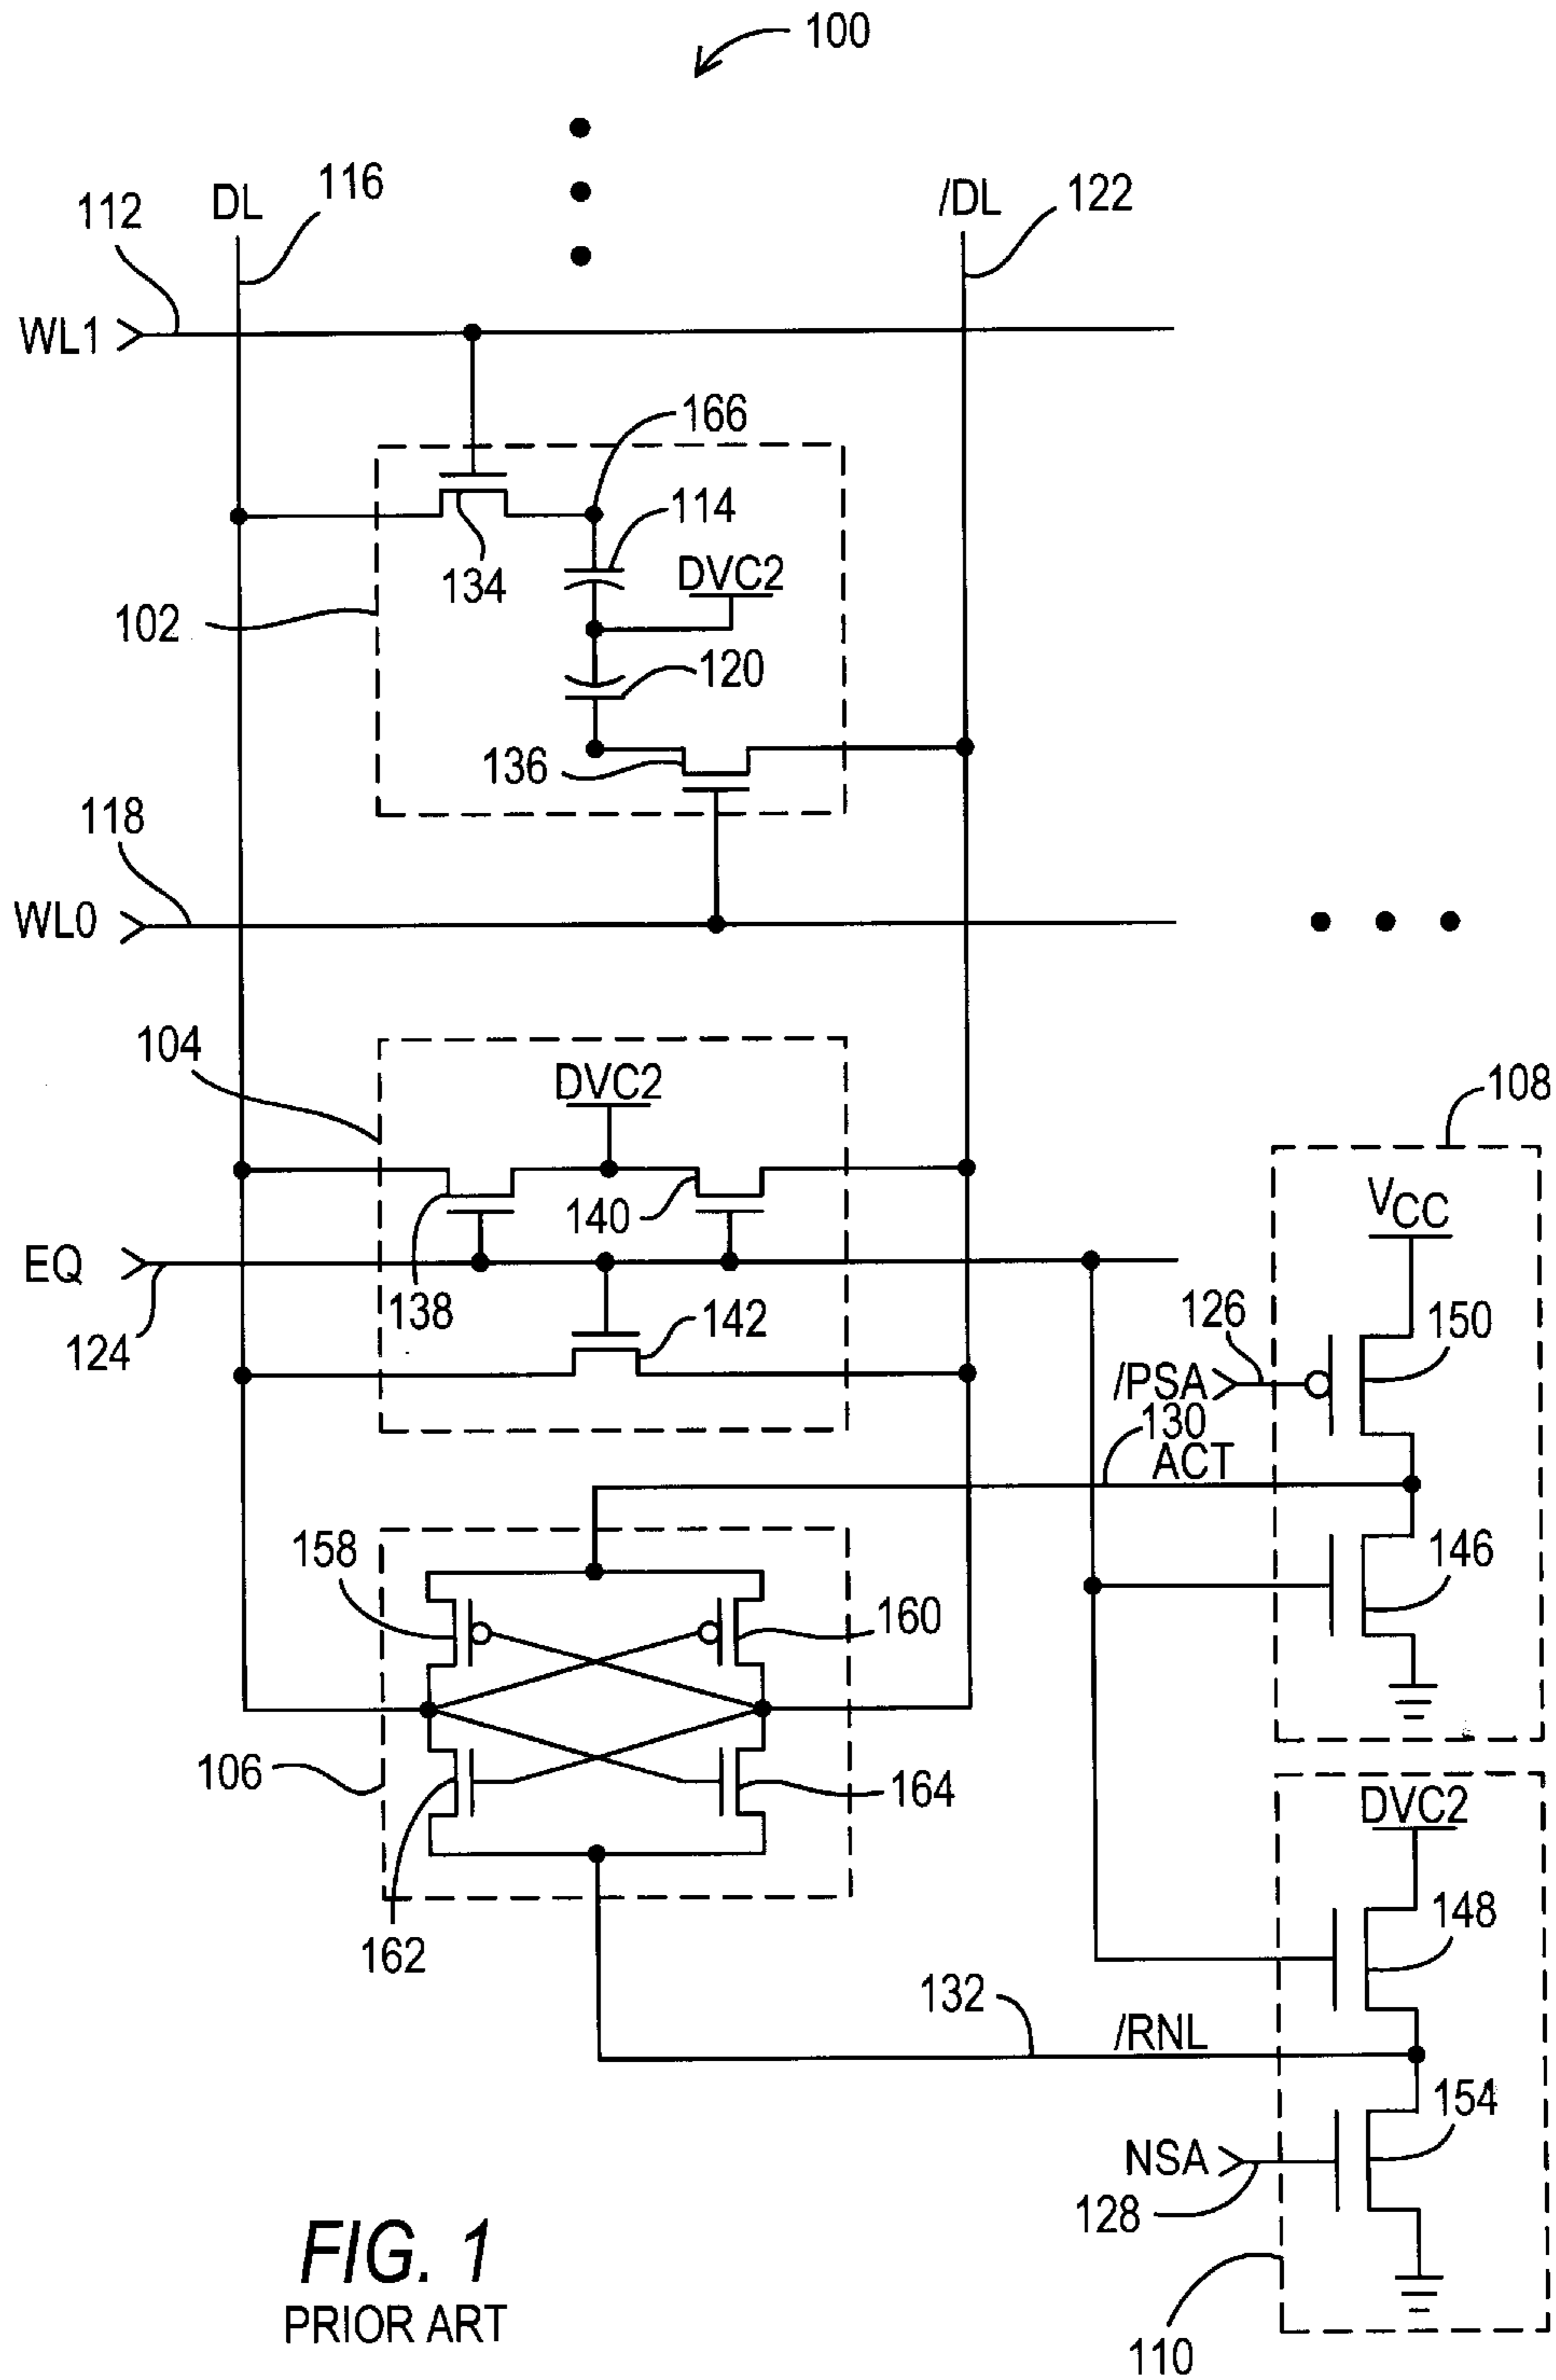 100
DL
116
/DL
122
112
WL1
166
114
134
DVC2
102
120
136
118
WL0
104
DVC2
108
VCC
140
EQ
138
124
142
126
150
/PSA
130
ACT
158
160
146
106
164
DVC2
162
148
132
/RNL
154
NSA
128
110
FIG. 1
PRIOR ART